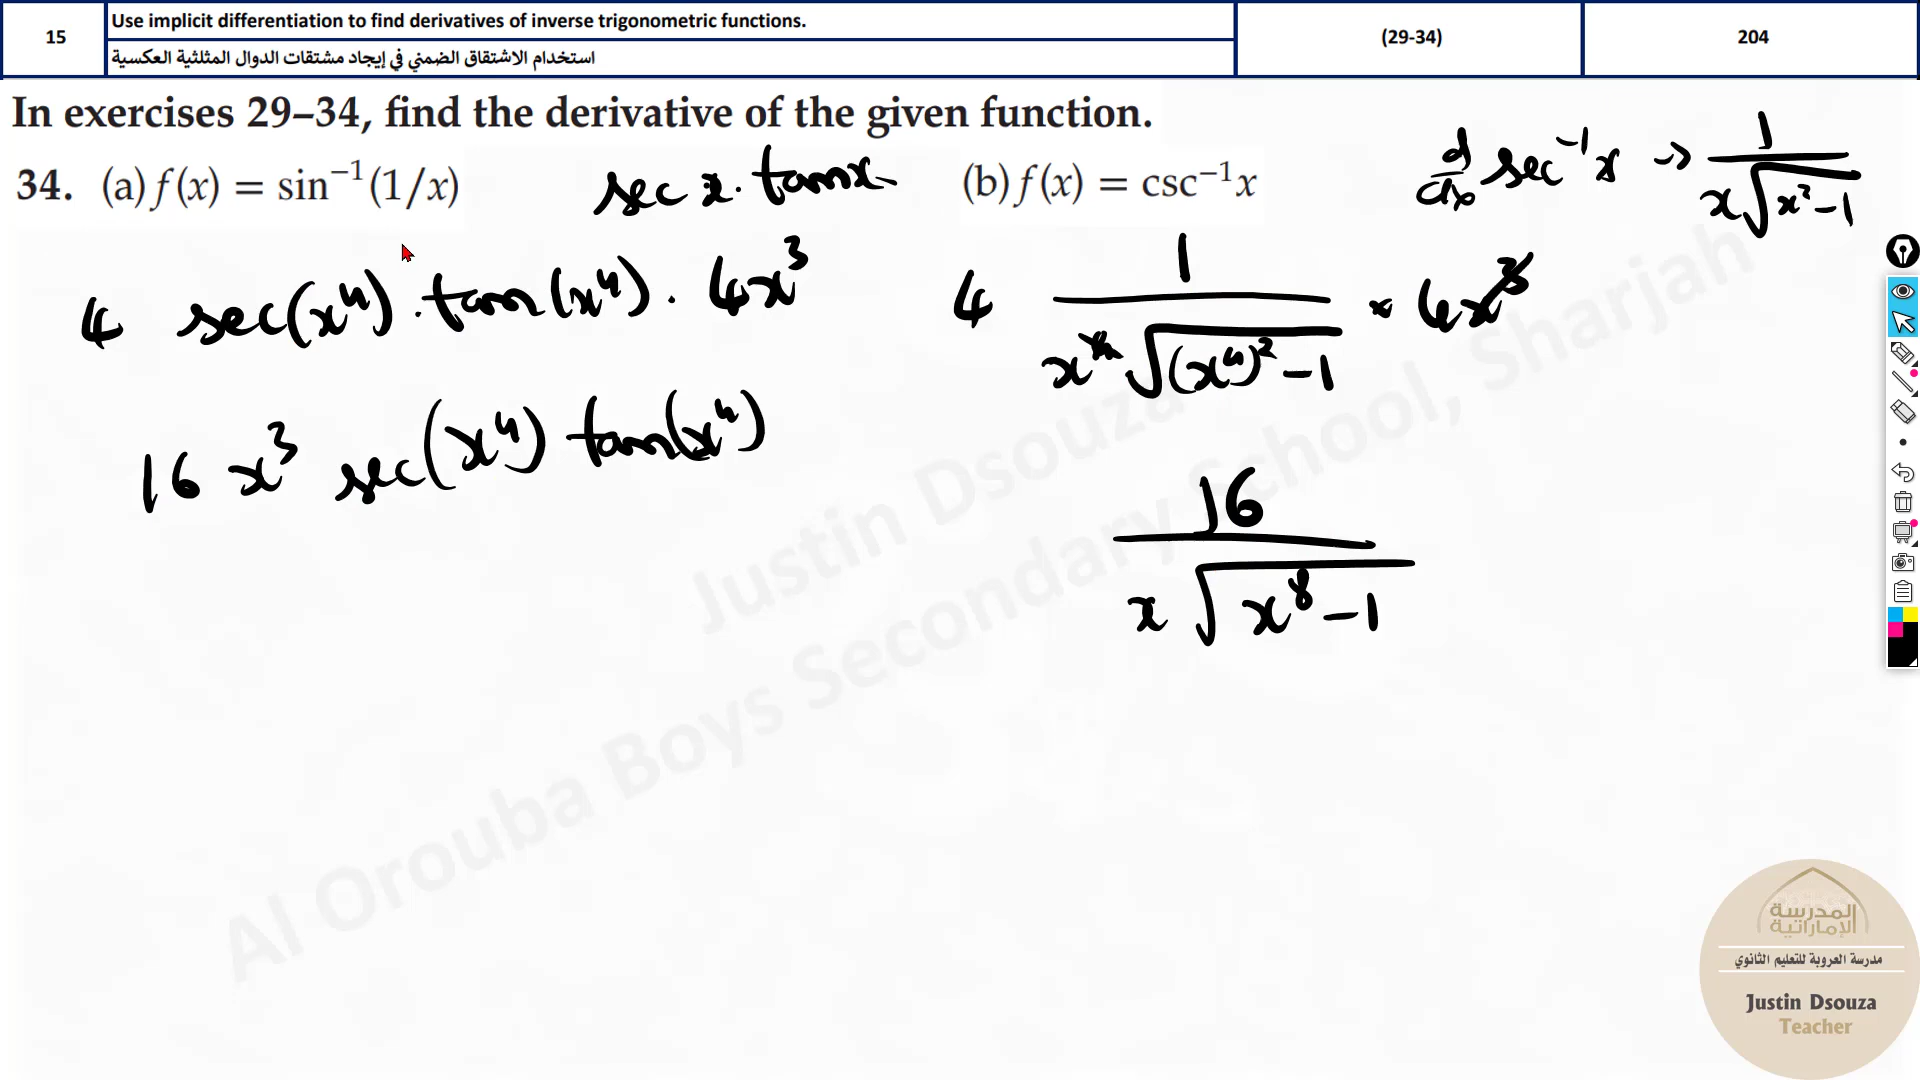 15
Use implicit differentiation to find derivatives of inverse trigonometric functions.
استخدام الاشتقاق الضمني في إيجاد مشتقات الدوال المثلثية العكسية
(29-34)
204
In exercises 29–34, find the derivative of the given function.
34. (a) f(x) = sin⁻¹(1/x)
sec x · tan x
(b) f(x) = csc⁻¹ x
d/dx sec⁻¹ x → 1/(x√(x²-1))
4 sec(x⁴) · tan(x⁴) · 4x³
4 1/(x⁴ · √((x⁴)²-1)) × 4x³
16 x³ sec(x⁴) tan(x⁴)
16/(x √(x⁸-1))
Justin Dsouza
Al Orouba Boys Secondary School, Sharjah
المدرسة
الإماراتية
مدرسة العروبة للتعليم الثانوي
Justin Dsouza
Teacher